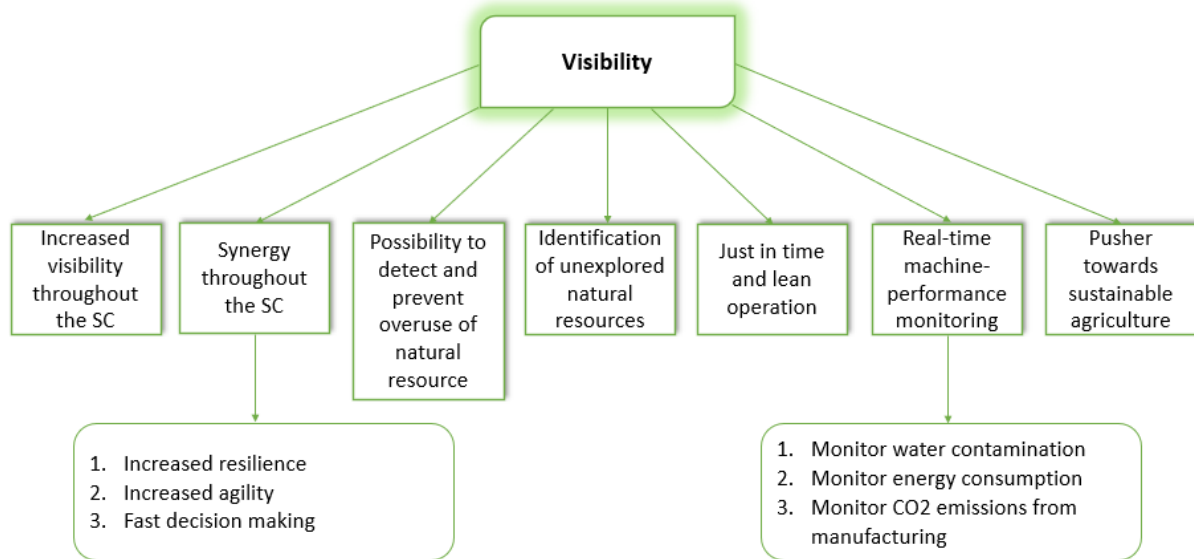 Visibility
Increased
visibility
throughout
the SC
Synergy
throughout
the SC
Possibility to
detect and
prevent
overuse of
natural
resource
Identification
of unexplored
natural
resources
Just in time
and lean
operation
Real-time
machine-
performance
monitoring
Pusher
towards
sustainable
agriculture
1. Increased resilience
2. Increased agility
3. Fast decision making
1. Monitor water contamination
2. Monitor energy consumption
3. Monitor CO2 emissions from
manufacturing